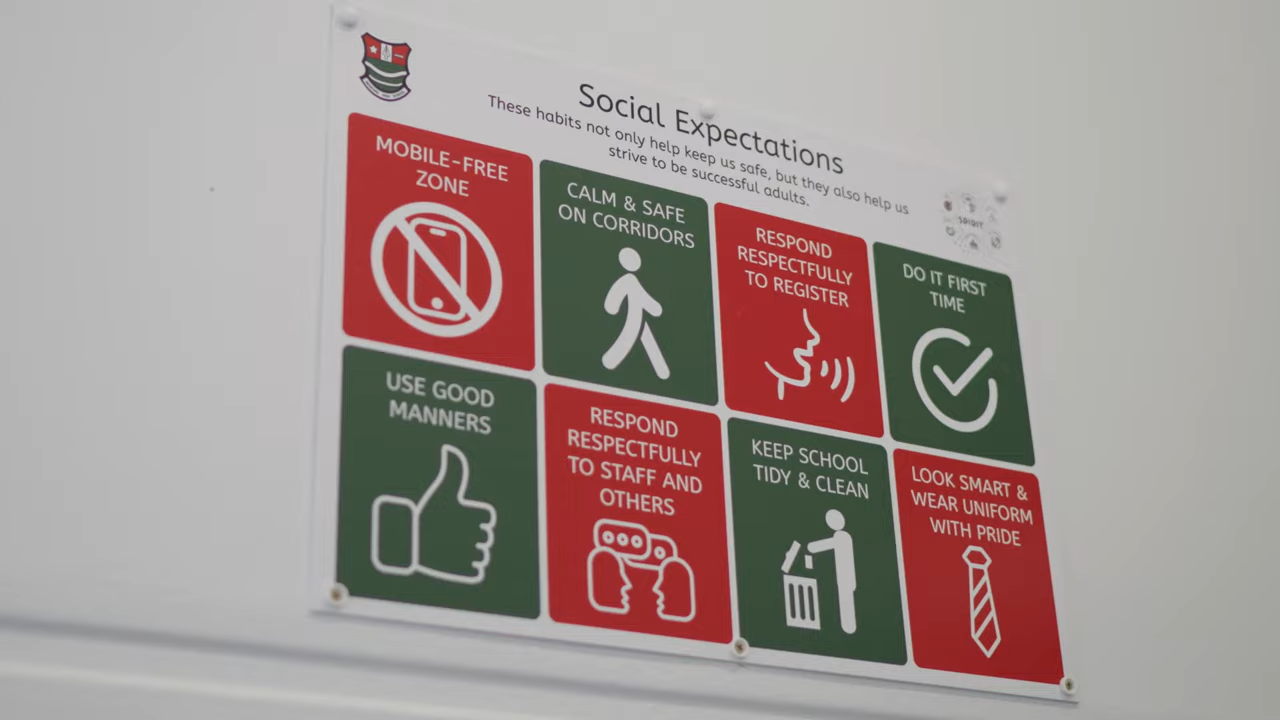 Social Expectations
These habits not only help keep us safe, but they also help us
strive to be successful adults.
MOBILE-FREE
ZONE
CALM & SAFE
ON CORRIDORS
RESPOND
RESPECTFULLY
TO REGISTER
DO IT FIRST
TIME
USE GOOD
MANNERS
RESPOND
RESPECTFULLY
TO STAFF AND
OTHERS
KEEP SCHOOL
TIDY & CLEAN
LOOK SMART &
WEAR UNIFORM
WITH PRIDE